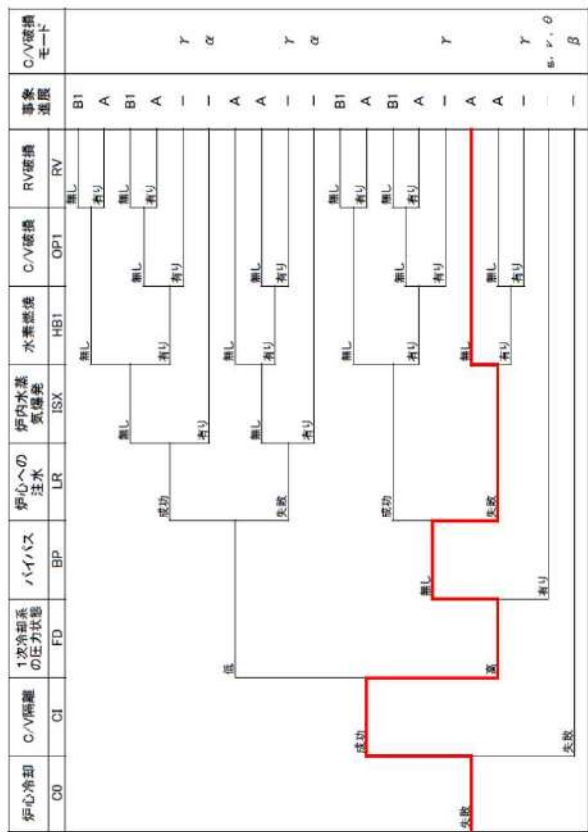 炉心冷却
C/V隔離
1次冷却系
の圧力状態
バイパス
炉心への
注水
炉内水蒸
気爆発
水素燃焼
C/V破損
RV破損
事象
進展
C/V破損
モード
C0
CI
FD
BP
LR
ISX
HB1
OP1
RV
無し
B1
無し
有り
A
無し
無し
B1
無し
有り
A
成功
有り
有り
—
γ
有り
—
α
低
無し
A
無し
無し
A
有り
失敗
有り
—
γ
有り
—
α
無し
B1
無し
成功
有り
A
成功
無し
B1
無し
有り
有り
A
無し
有り
—
γ
失敗
無し
A
高
失敗
無し
A
有り
有り
—
γ
有り
—
ν, θ
失敗
—
β